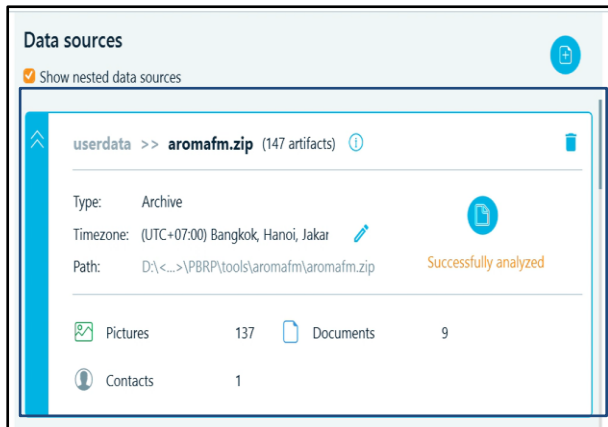 Data sources
Show nested data sources
userdata >> aromafm.zip (147 artifacts)
Type: Archive
Timezone: (UTC+07:00) Bangkok, Hanoi, Jakar
Path: D:\<...>\PBRP\tools\aromafm\aromafm.zip
Successfully analyzed
Pictures 137 Documents 9
Contacts 1